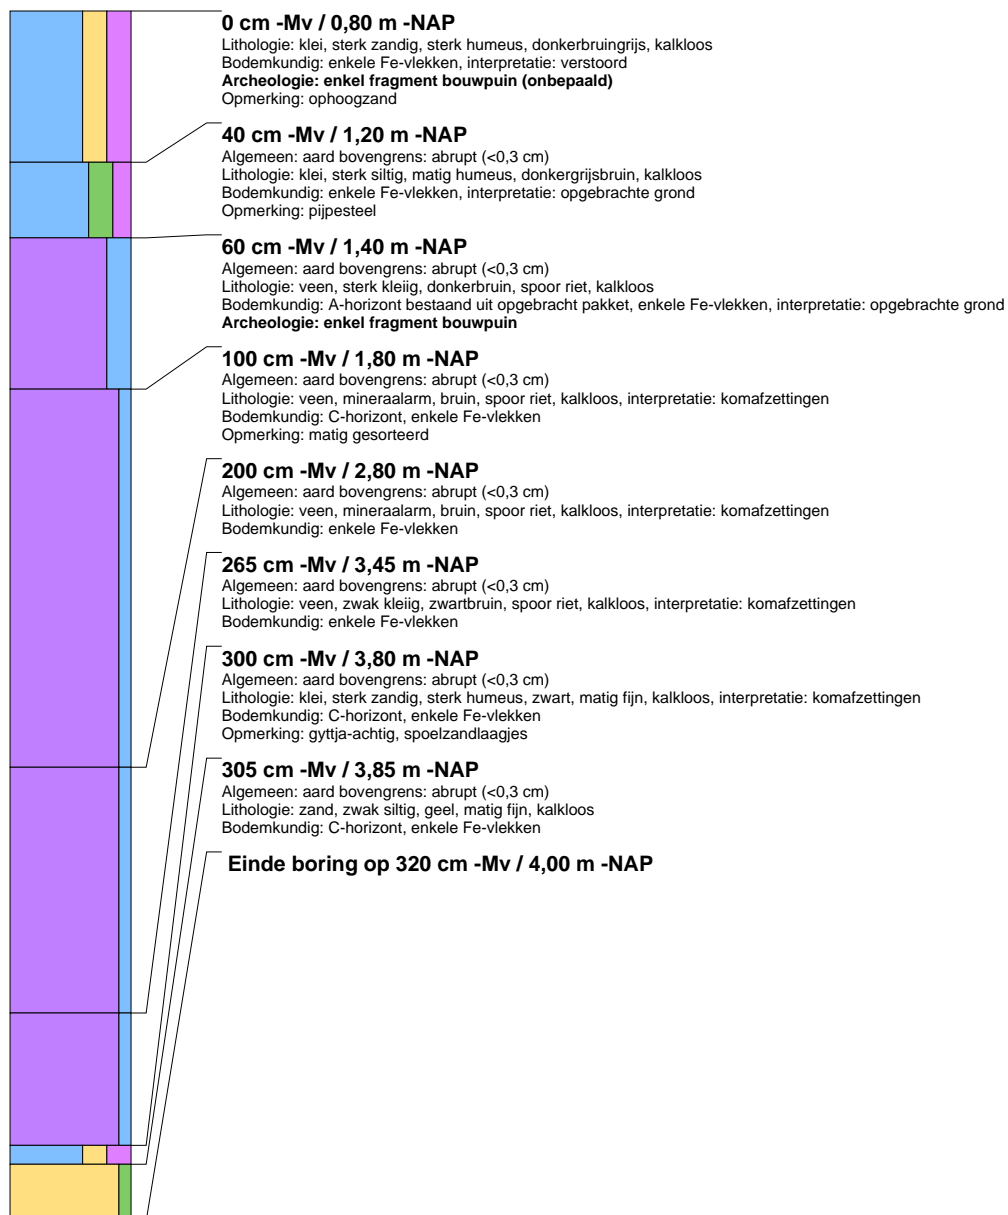 0 cm -Mv / 0,80 m -NAP
Lithologie: klei, sterk zandig, sterk humeus, donkerbruingrijs, kalkloos
Bodemkundig: enkele Fe-vlekken, interpretatie: verstoord
Archeologie: enkel fragment bouwpuin (onbepaald)
Opmerking: ophoogzand
40 cm -Mv / 1,20 m -NAP
Algemeen: aard bovengrens: abrupt (<0,3 cm)
Lithologie: klei, sterk siltig, matig humeus, donkergrijsbruin, kalkloos
Bodemkundig: enkele Fe-vlekken, interpretatie: opgebrachte grond
Opmerking: pijpesteel
60 cm -Mv / 1,40 m -NAP
Algemeen: aard bovengrens: abrupt (<0,3 cm)
Lithologie: veen, sterk kleiig, donkerbruin, spoor riet, kalkloos
Bodemkundig: A-horizont bestaand uit opgebracht pakket, enkele Fe-vlekken, interpretatie: opgebrachte grond
Archeologie: enkel fragment bouwpuin
100 cm -Mv / 1,80 m -NAP
Algemeen: aard bovengrens: abrupt (<0,3 cm)
Lithologie: veen, mineraalarm, bruin, spoor riet, kalkloos, interpretatie: komafzettingen
Bodemkundig: C-horizont, enkele Fe-vlekken
Opmerking: matig gesorteerd
200 cm -Mv / 2,80 m -NAP
Algemeen: aard bovengrens: abrupt (<0,3 cm)
Lithologie: veen, mineraalarm, bruin, spoor riet, kalkloos, interpretatie: komafzettingen
Bodemkundig: enkele Fe-vlekken
265 cm -Mv / 3,45 m -NAP
Algemeen: aard bovengrens: abrupt (<0,3 cm)
Lithologie: veen, zwak kleiig, zwartbruin, spoor riet, kalkloos, interpretatie: komafzettingen
Bodemkundig: enkele Fe-vlekken
300 cm -Mv / 3,80 m -NAP
Algemeen: aard bovengrens: abrupt (<0,3 cm)
Lithologie: klei, sterk zandig, sterk humeus, zwart, matig fijn, kalkloos, interpretatie: komafzettingen
Bodemkundig: C-horizont, enkele Fe-vlekken
Opmerking: gyttja-achtig, spoelzandlaagjes
305 cm -Mv / 3,85 m -NAP
Algemeen: aard bovengrens: abrupt (<0,3 cm)
Lithologie: zand, zwak siltig, geel, matig fijn, kalkloos
Bodemkundig: C-horizont, enkele Fe-vlekken
Einde boring op 320 cm -Mv / 4,00 m -NAP